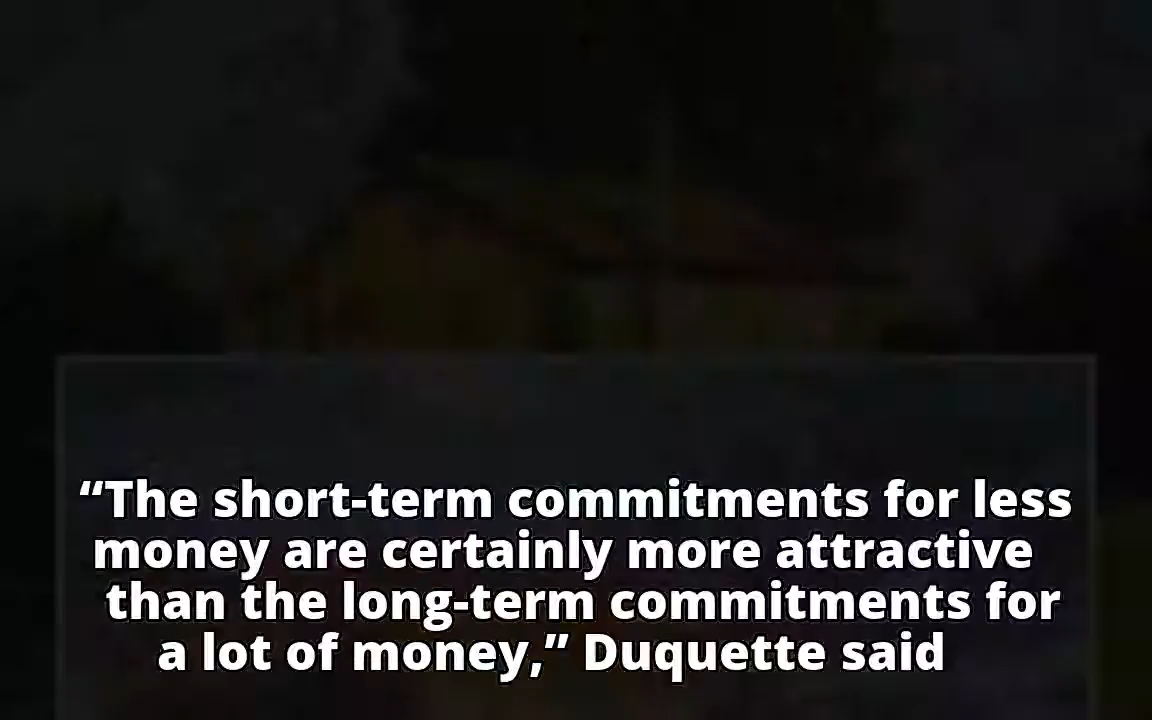 “The short-term commitments for less
money are certainly more attractive
than the long-term commitments for
a lot of money,” Duquette said